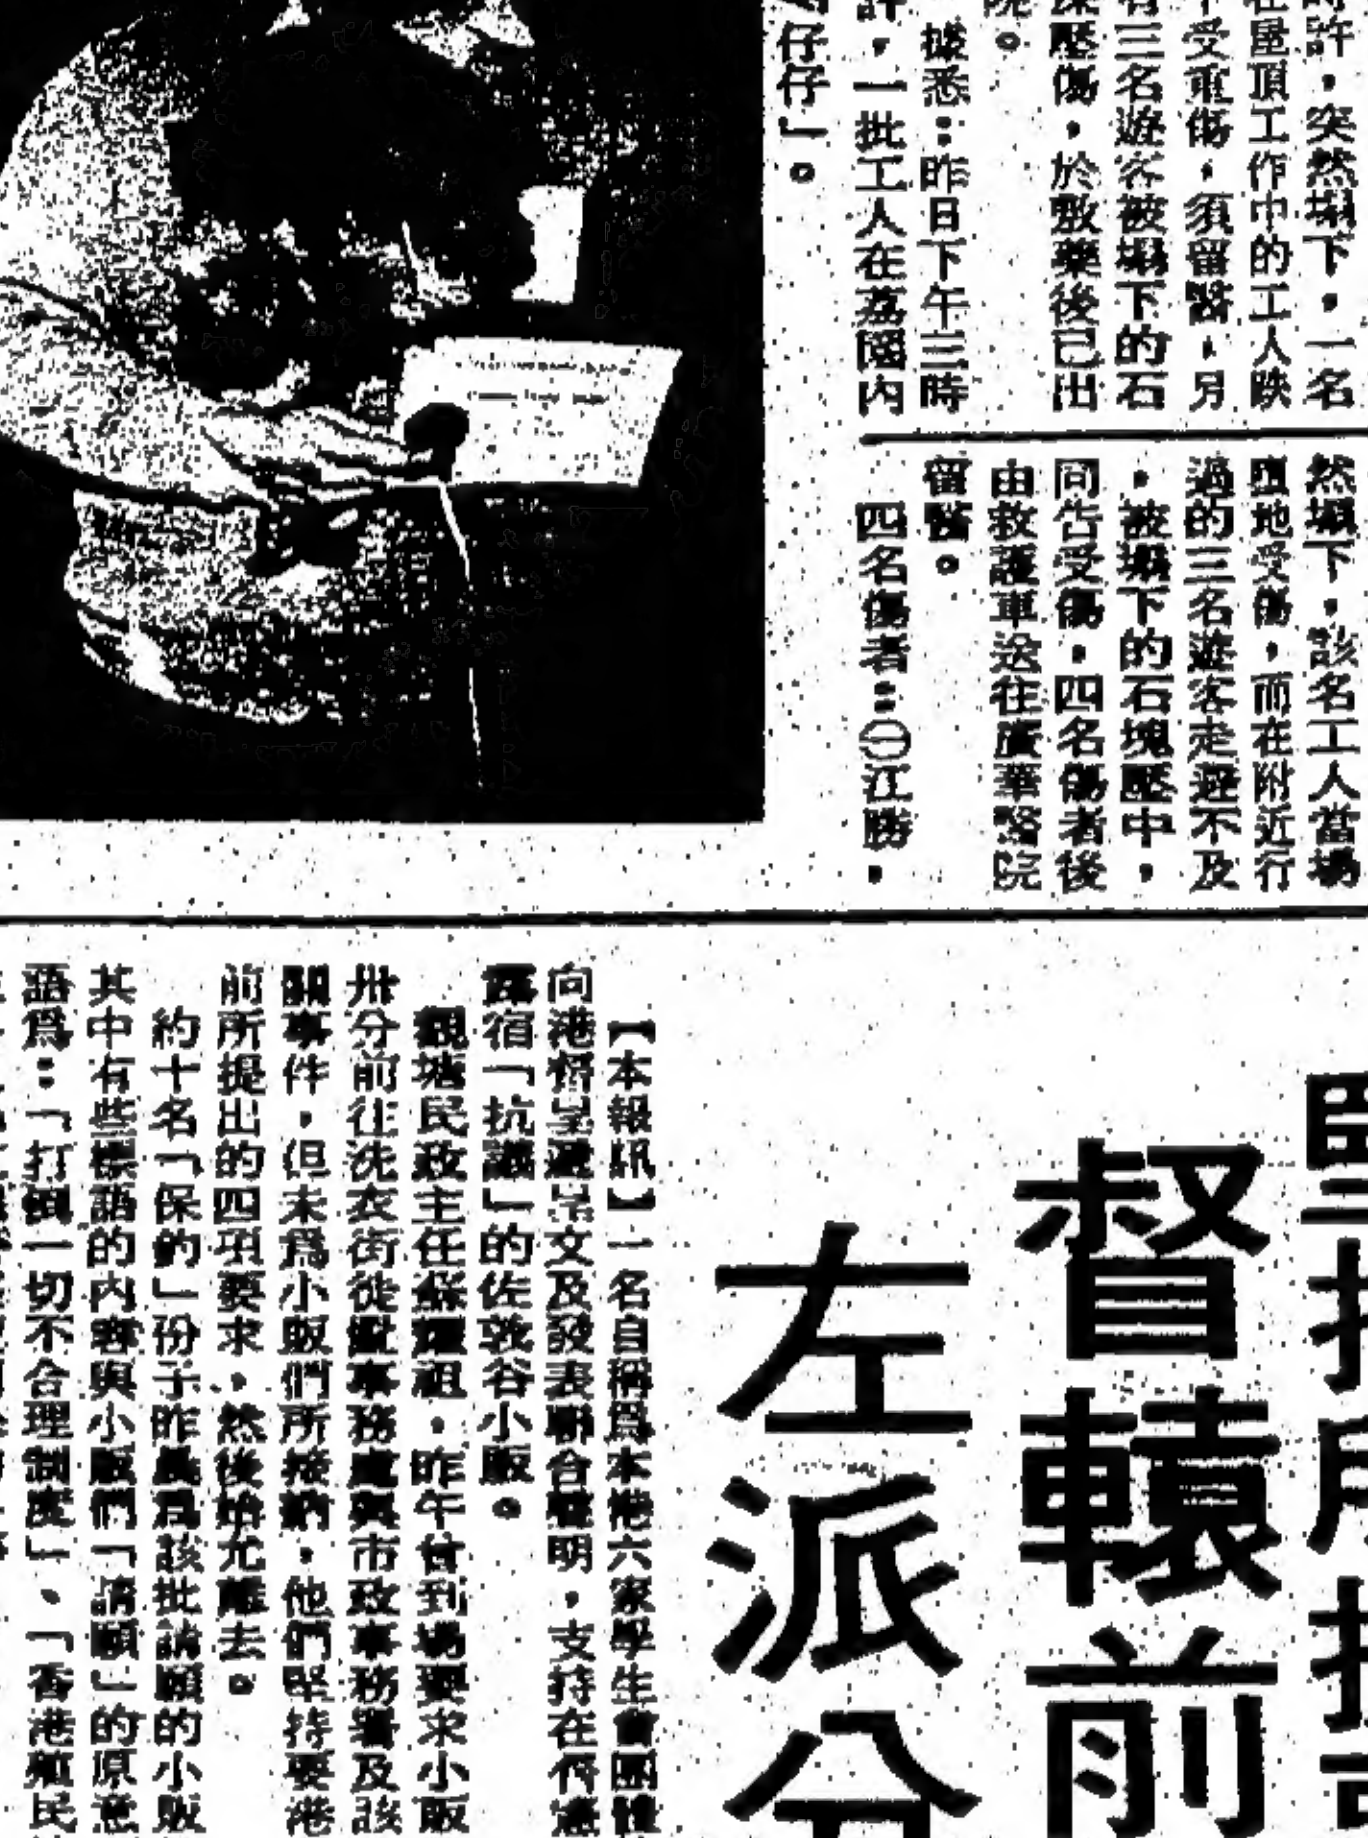 時許，突然塌下，一名
在屋頂工作中的工人跌
下受重傷，須留醫，另
有三名遊客被塌下的石
壓傷，於敷藥後已出
院。
據悉：昨日下午三時
許，一批工人在荔園內
仔仔」。
然塌下，該名工人當場
墮地受傷，而在附近行
過的三名遊客走避不及
，被塌下的石塊壓中，
同告受傷，四名傷者後
由救護車送往廣華醫院
留醫。
四名傷者：㊀江勝，
督轅前
左派分
【本報訊】一名自稱為本港六家學生會團體
向港督呈遞呈文及發表聯合聲明，支持在
露宿「抗議」的佐敦谷小販。
觀塘民政主任蘇耀祖，昨午曾到場要求小販
卅分前往洗衣街徙置事務處與市政事務署及該
關事件，但未為小販們所接納，他們堅持要港
前所提出的四項要求，然後始允離去。
約十名「保釣」份子昨晨為該批請願的小販
其中有些標語的內容與小販們「請願」的原意
語為：「打倒一切不合理制度」、「香港殖民